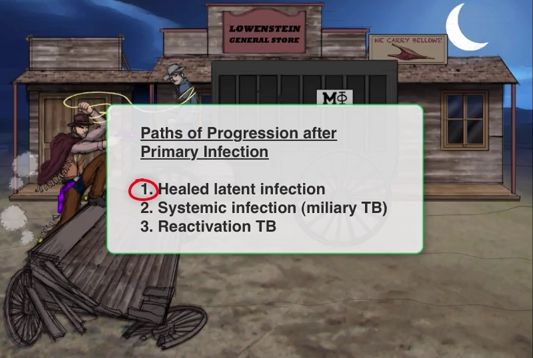 LOWENSTEIN
GENERAL STORE
WE CARRY BELLOWS
MΦ
Paths of Progression after
Primary Infection
1. Healed latent infection
2. Systemic infection (miliary TB)
3. Reactivation TB